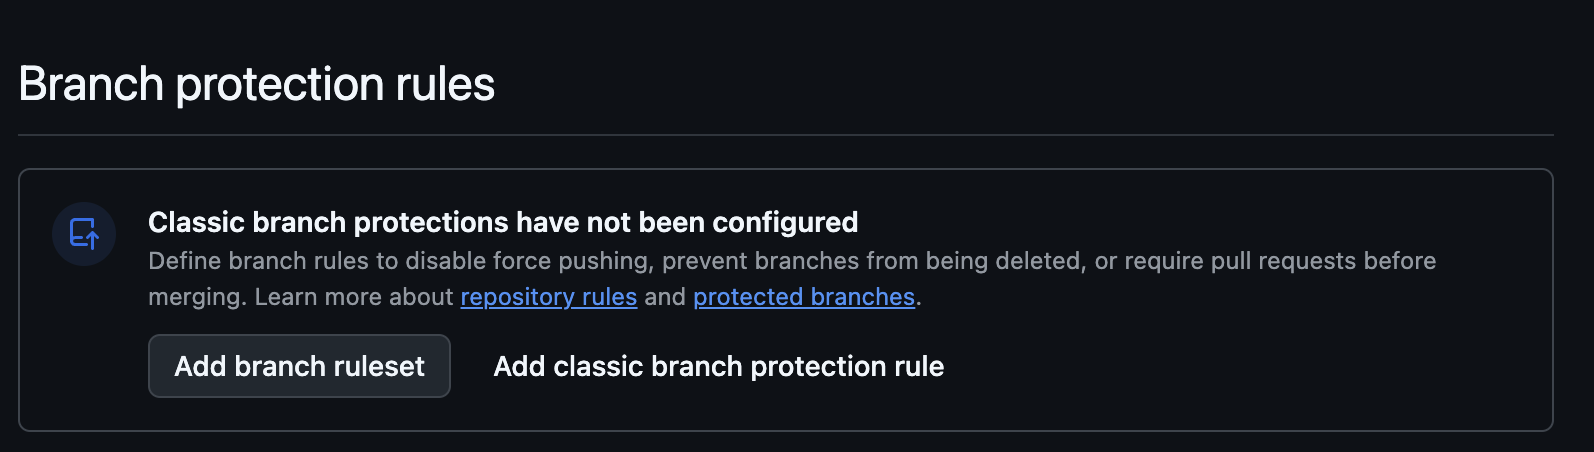 Branch protection rules
Classic branch protections have not been configured
Define branch rules to disable force pushing, prevent branches from being deleted, or require pull requests before
merging. Learn more about repository rules and protected branches.
Add branch ruleset
Add classic branch protection rule